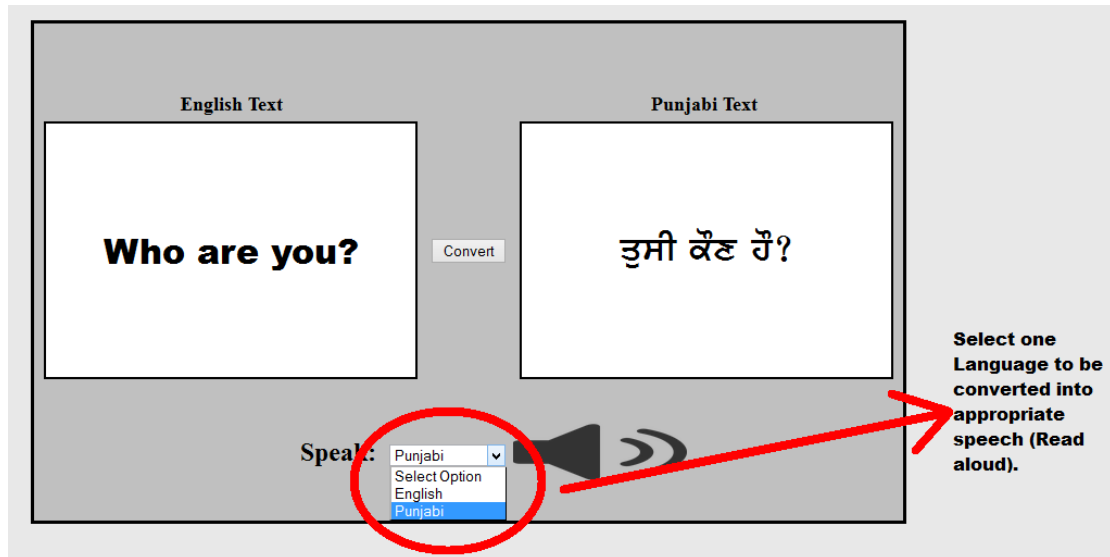 English Text
Punjabi Text
Who are you?
Convert
ਤੁਸੀ ਕੌਣ ਹੌ?
Speak:
Punjabi
Select Option
English
Punjabi
Select one
Language to be
converted into
appropriate
speech (Read
aloud).